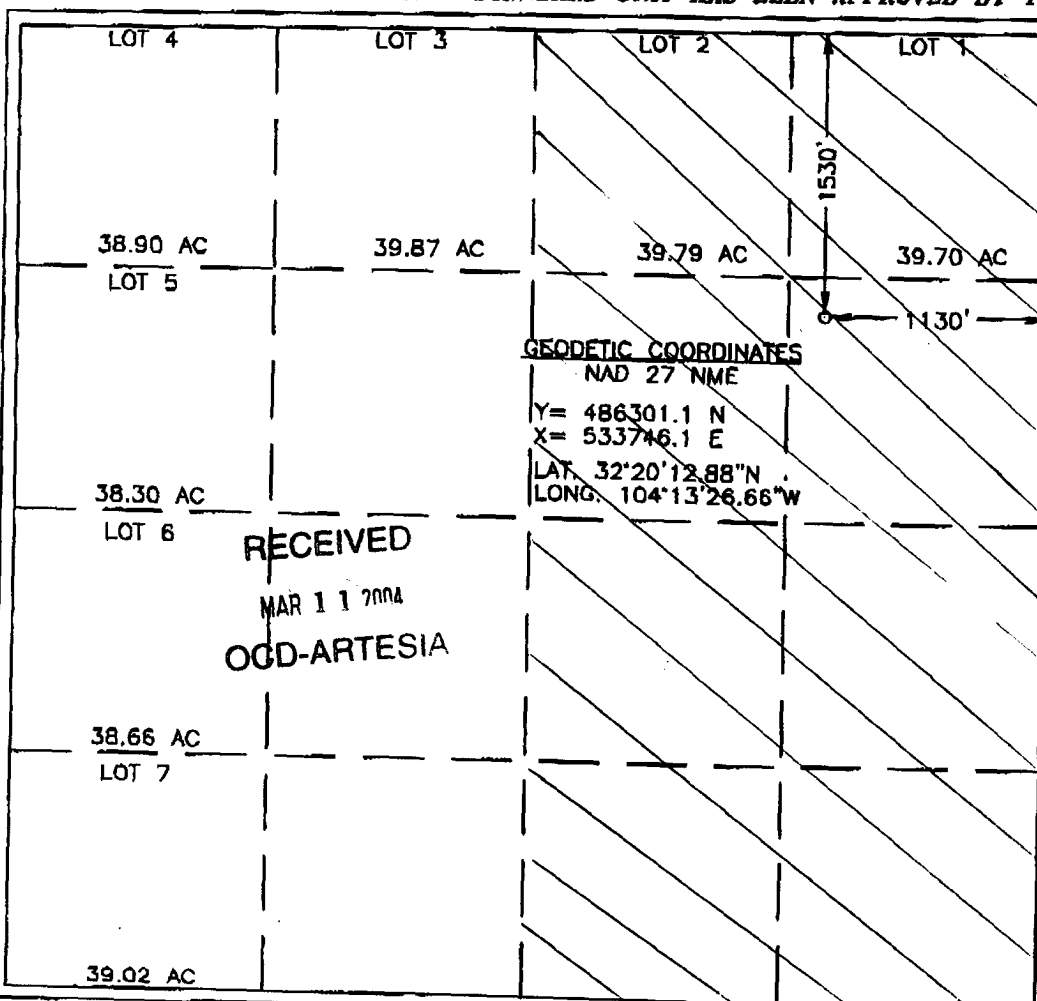 LOT 4 LOT 3 LOT 2 LOT 1
1530'
38.90 AC 39.87 AC 39.79 AC 39.70 AC
LOT 5
1130'
GEODETIC COORDINATES
NAD 27 NME
Y= 486301.1 N
X= 533746.1 E
LAT. 32°20'12.88"N
LONG. 104°13'26.66"W
38.30 AC
LOT 6
RECEIVED
MAR 11 2004
OCD-ARTESIA
38.66 AC
LOT 7
39.02 AC